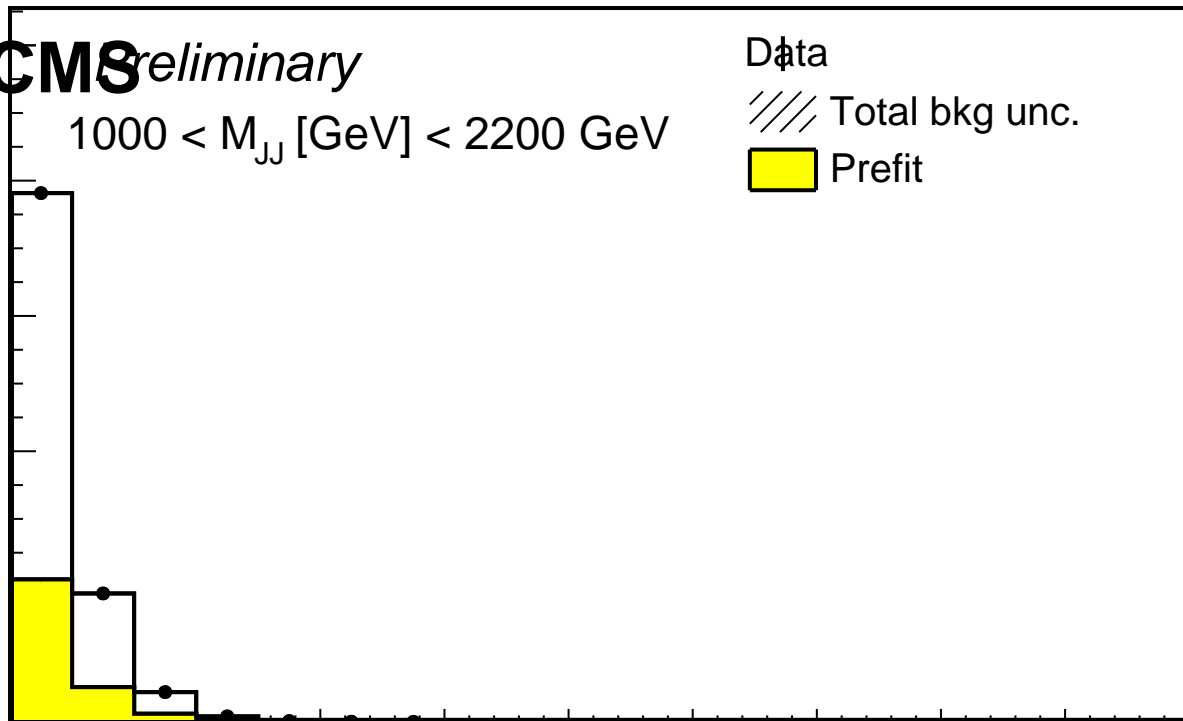 CMS Preliminary
1000 < M_JJ [GeV] < 2200 GeV
Data
Total bkg unc.
Prefit